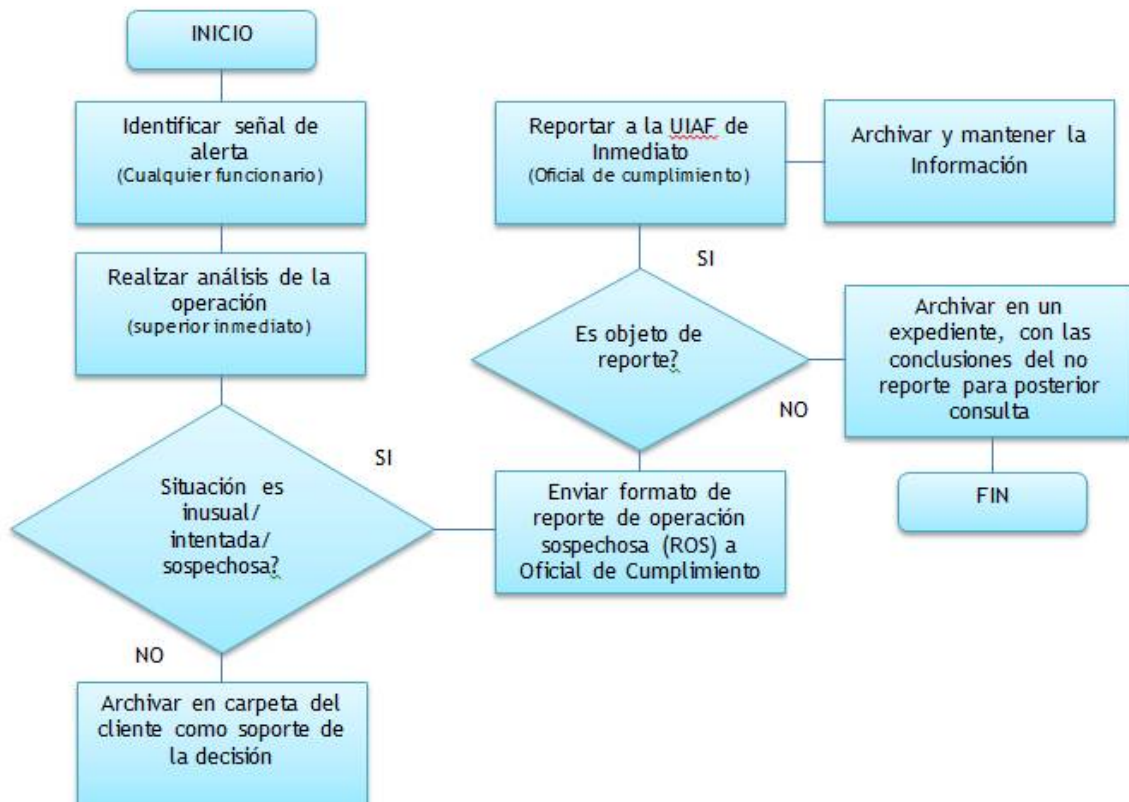 INICIO
Identificar señal de
alerta
(Cualquier funcionario)
Realizar análisis de la
operación
(superior inmediato)
Situación es
inusual/
intentada/
sospechosa?
SI
NO
Archivar en carpeta del
cliente como soporte de
la decisión
Enviar formato de
reporte de operación
sospechosa (ROS) a
Oficial de Cumplimiento
Es objeto de
reporte?
SI
NO
Reportar a la UIAF de
Inmediato
(Oficial de cumplimiento)
Archivar y mantener la
Información
Archivar en un
expediente, con las
conclusiones del no
reporte para posterior
consulta
FIN